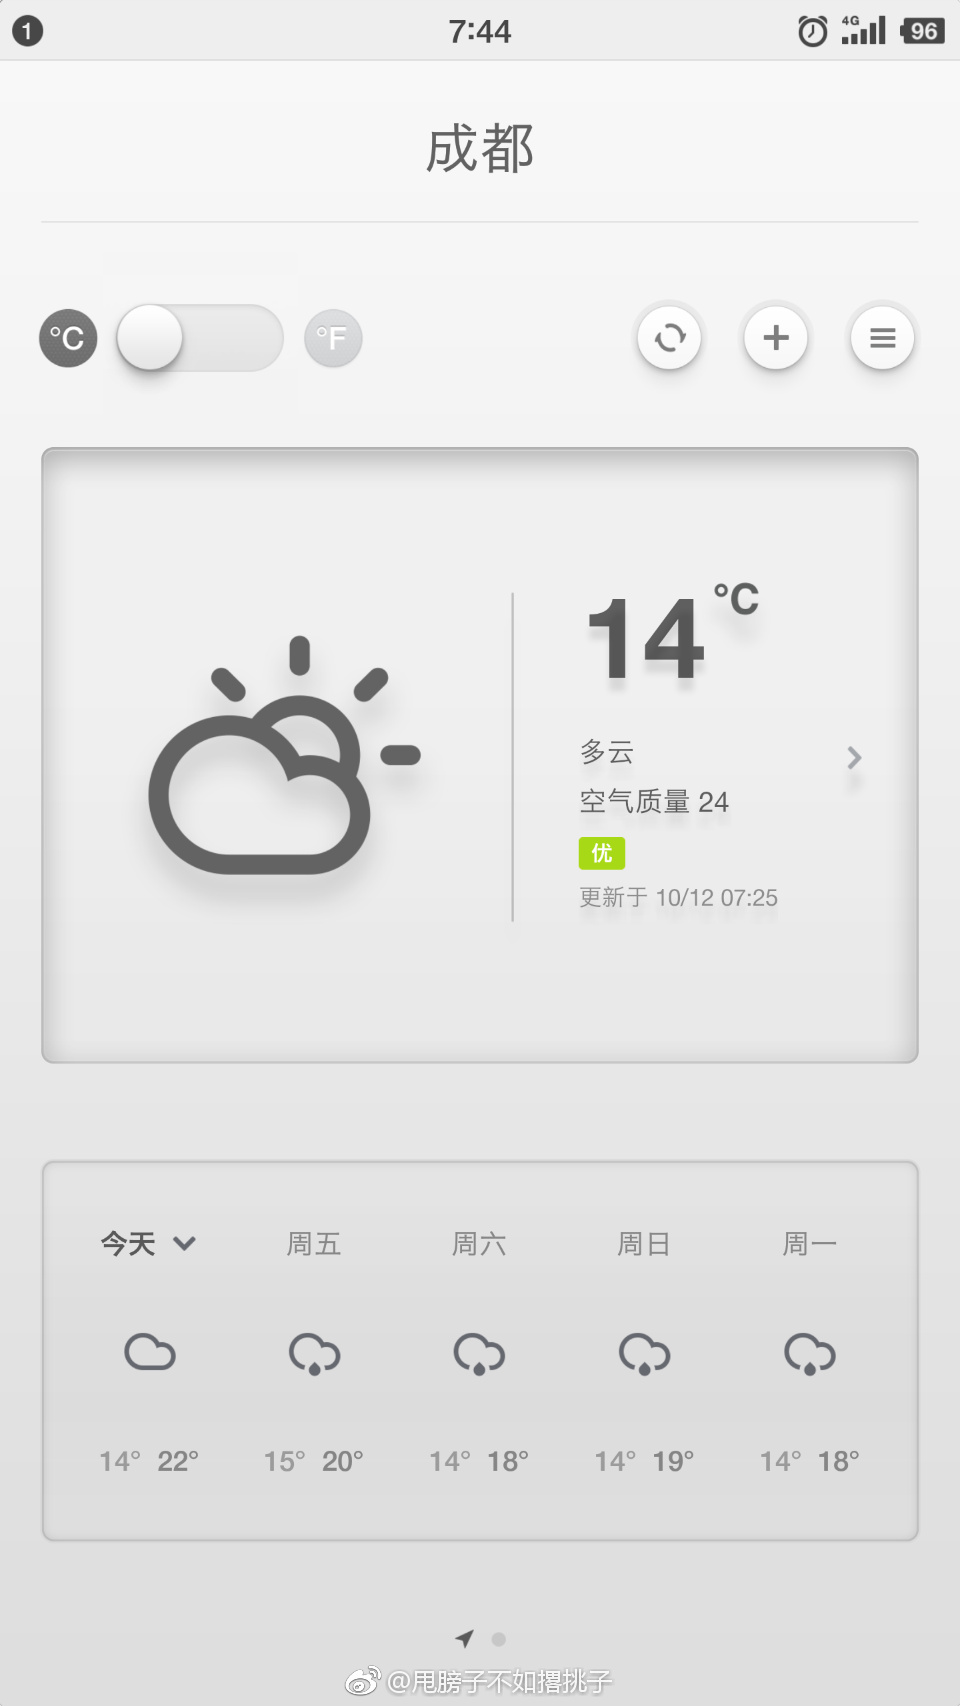 1 7:44 4G 96
成都
°C °F
14 °C
多云
空气质量 24
优
更新于 10/12 07:25
今天 周五 周六 周日 周一
14° 22° 15° 20° 14° 18° 14° 19° 14° 18°
@甩膀子不如撂挑子